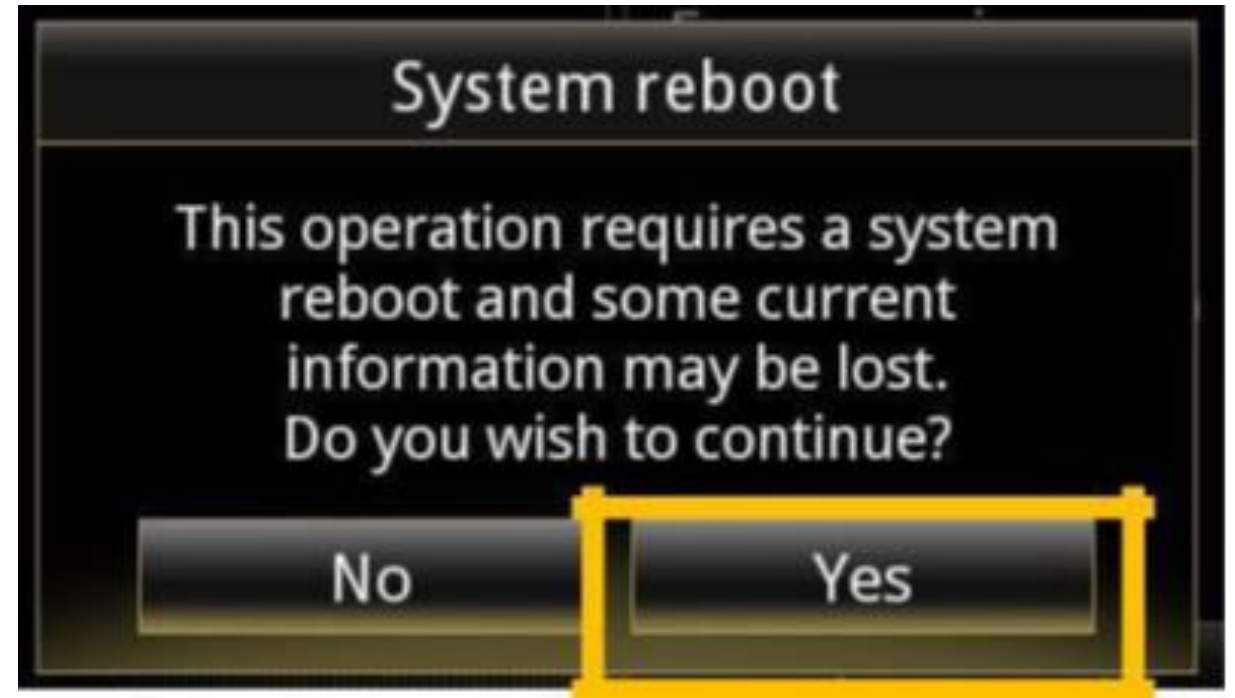 System reboot
This operation requires a system
reboot and some current
information may be lost.
Do you wish to continue?
No
Yes